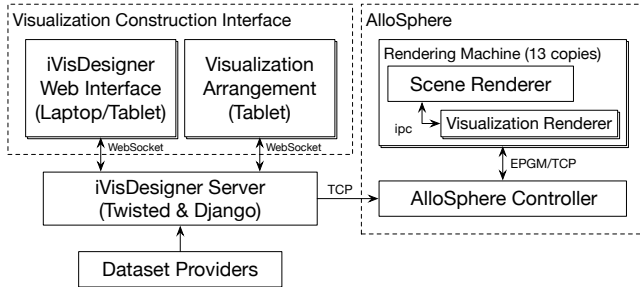 Visualization Construction Interface
iVisDesigner
Web Interface
(Laptop/Tablet)
Visualization
Arrangement
(Tablet)
WebSocket
WebSocket
iVisDesigner Server
(Twisted & Django)
Dataset Providers
TCP
AlloSphere
Rendering Machine (13 copies)
Scene Renderer
ipc
Visualization Renderer
EPGM/TCP
AlloSphere Controller